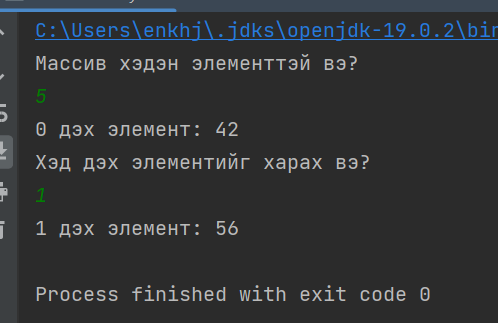 C:\Users\enkhj\.jdks\openjdk-19.0.2\bin
Массив хэдэн элементтэй вэ?
5
0 дэх элемент: 42
Хэд дэх элементийг харах вэ?
1
1 дэх элемент: 56
Process finished with exit code 0